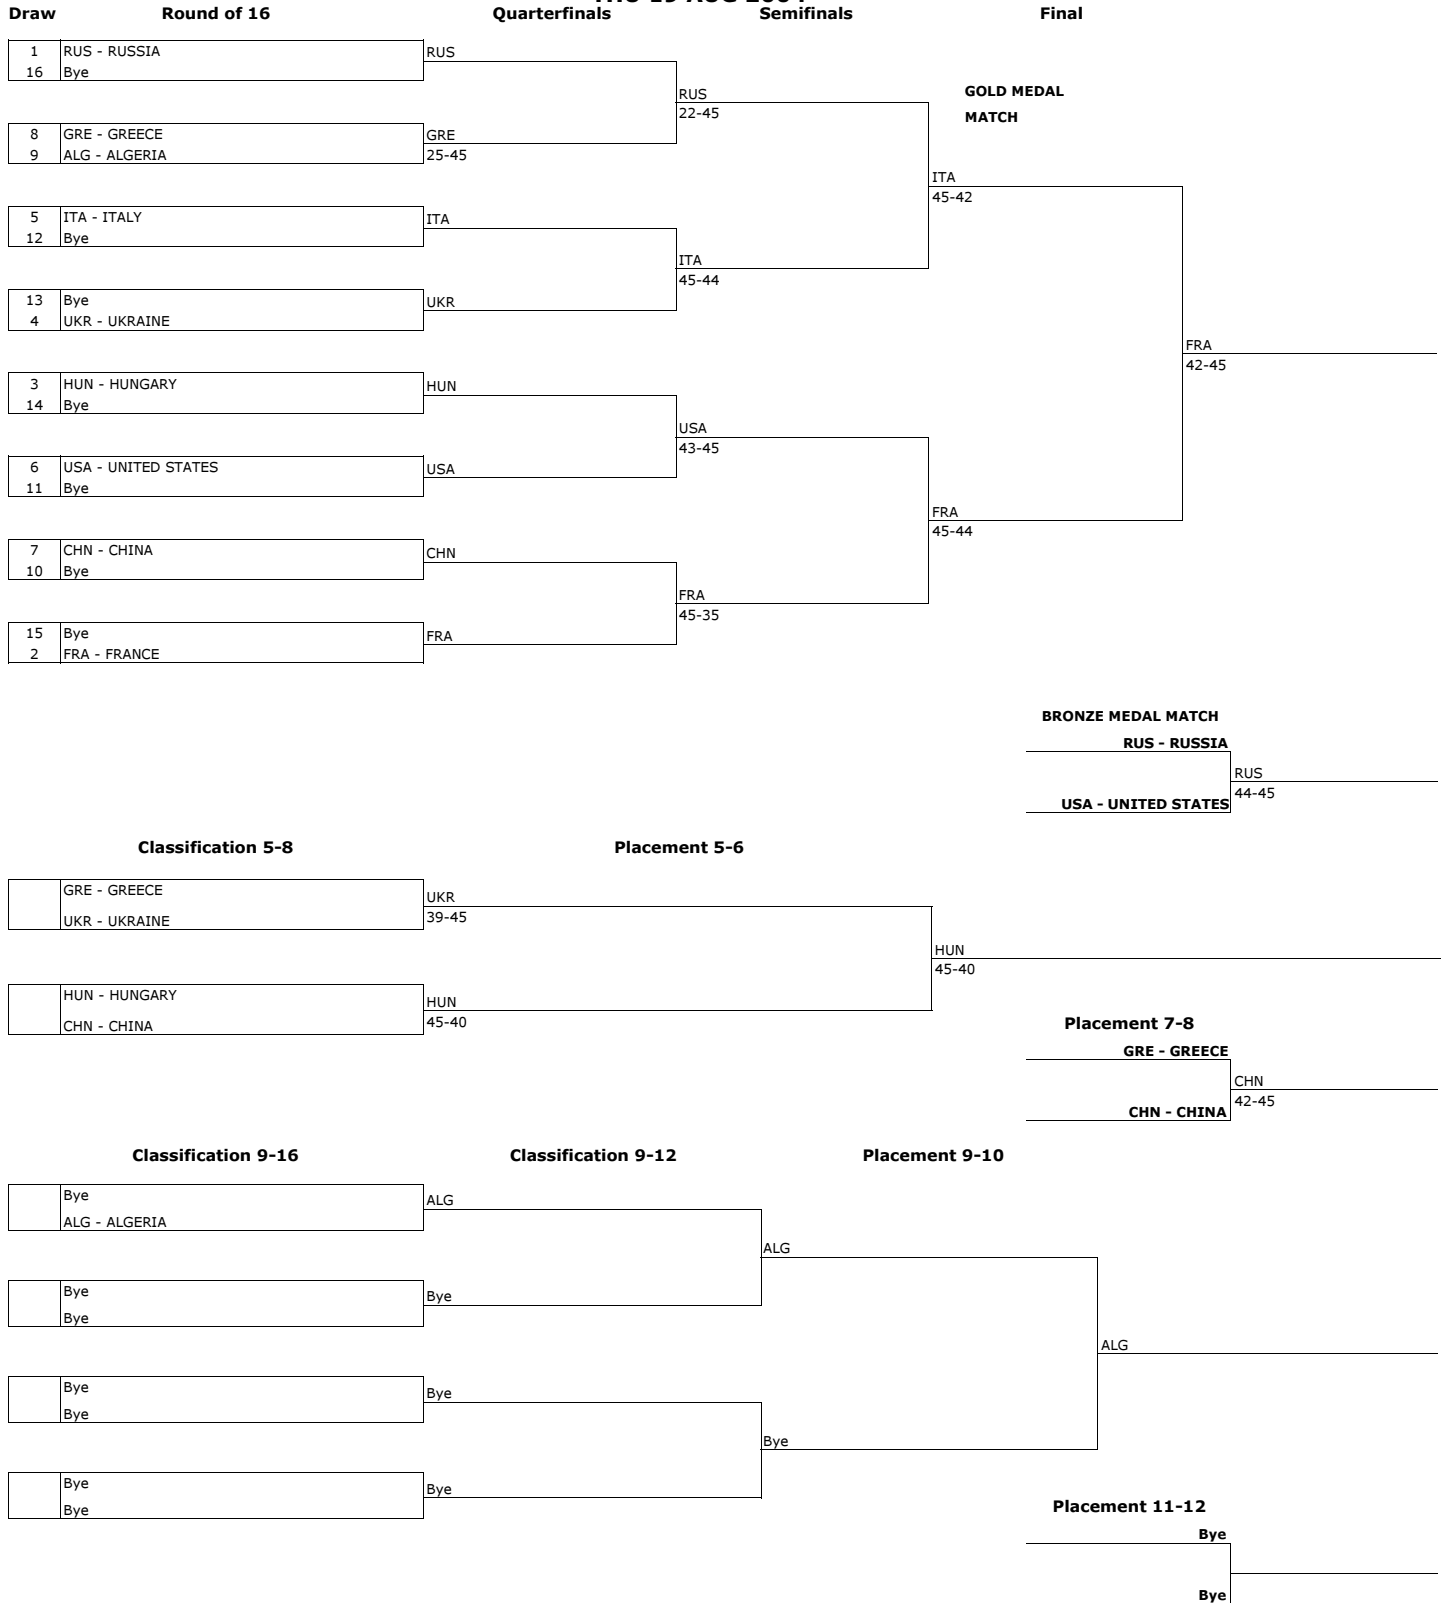 THU 19 AUG 2004
Draw Round of 16 Quarterfinals Semifinals Final
1 RUS - RUSSIA
16 Bye
RUS
8 GRE - GREECE
9 ALG - ALGERIA
GRE
25-45
RUS
22-45
5 ITA - ITALY
12 Bye
ITA
13 Bye
4 UKR - UKRAINE
UKR
ITA
45-44
GOLD MEDAL
MATCH
ITA
45-42
3 HUN - HUNGARY
14 Bye
HUN
6 USA - UNITED STATES
11 Bye
USA
USA
43-45
7 CHN - CHINA
10 Bye
CHN
15 Bye
2 FRA - FRANCE
FRA
FRA
45-35
FRA
45-44
FRA
42-45
BRONZE MEDAL MATCH
RUS - RUSSIA
USA - UNITED STATES
RUS
44-45
Classification 5-8 Placement 5-6
GRE - GREECE
UKR - UKRAINE
UKR
39-45
HUN - HUNGARY
CHN - CHINA
HUN
45-40
HUN
45-40
Placement 7-8
GRE - GREECE
CHN - CHINA
CHN
42-45
Classification 9-16 Classification 9-12 Placement 9-10
Bye
ALG - ALGERIA
ALG
Bye
Bye
Bye
ALG
Bye
Bye
Bye
Bye
Bye
Bye
Bye
ALG
Placement 11-12
Bye
Bye